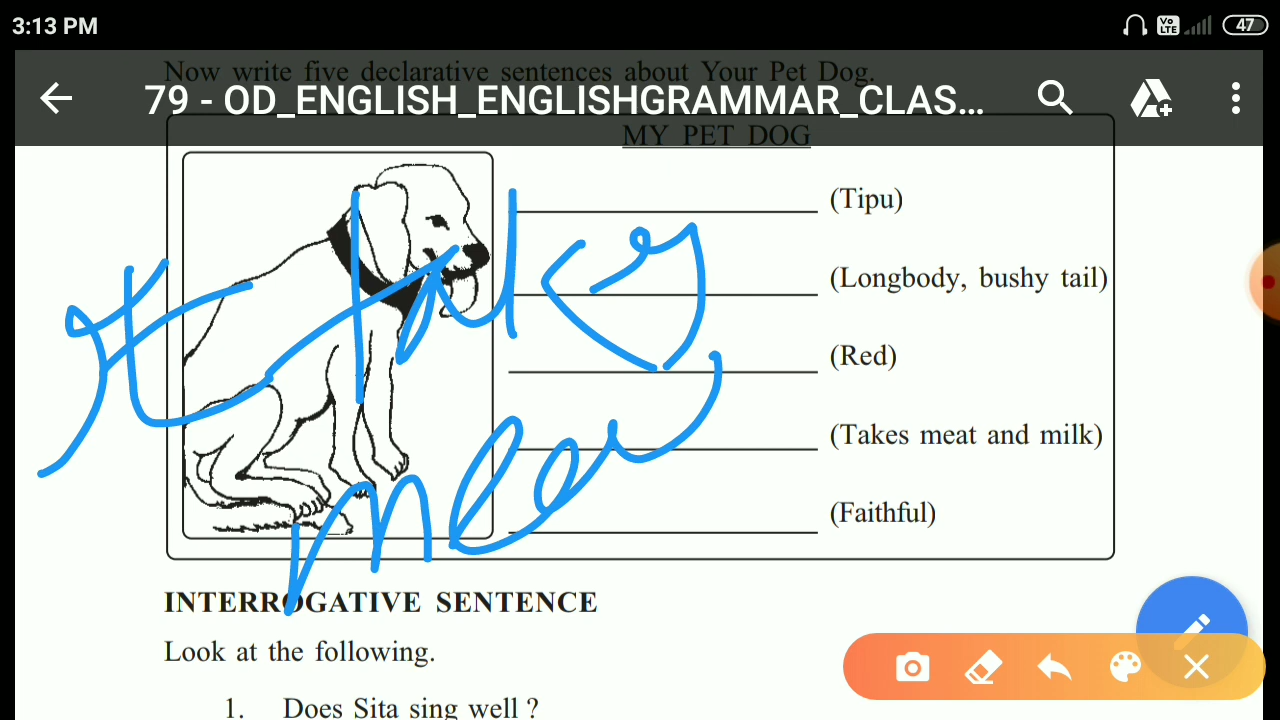 3:13 PM
Vo LTE 47
Now write five declarative sentences about Your Pet Dog.
79 - OD_ENGLISH_ENGLISHGRAMMAR_CLAS...
MY PET DOG
(Tipu)
(Longbody, bushy tail)
(Red)
(Takes meat and milk)
(Faithful)
INTERROGATIVE SENTENCE
Look at the following.
1. Does Sita sing well ?